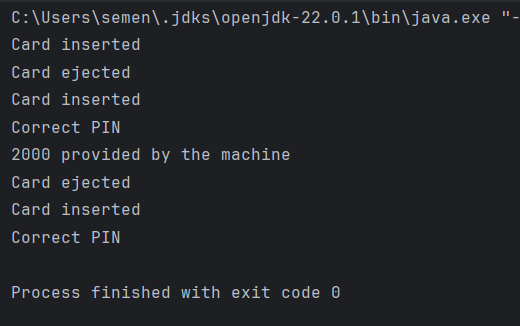 C:\Users\semen\.jdks\openjdk-22.0.1\bin\java.exe "-
Card inserted
Card ejected
Card inserted
Correct PIN
2000 provided by the machine
Card ejected
Card inserted
Correct PIN
Process finished with exit code 0